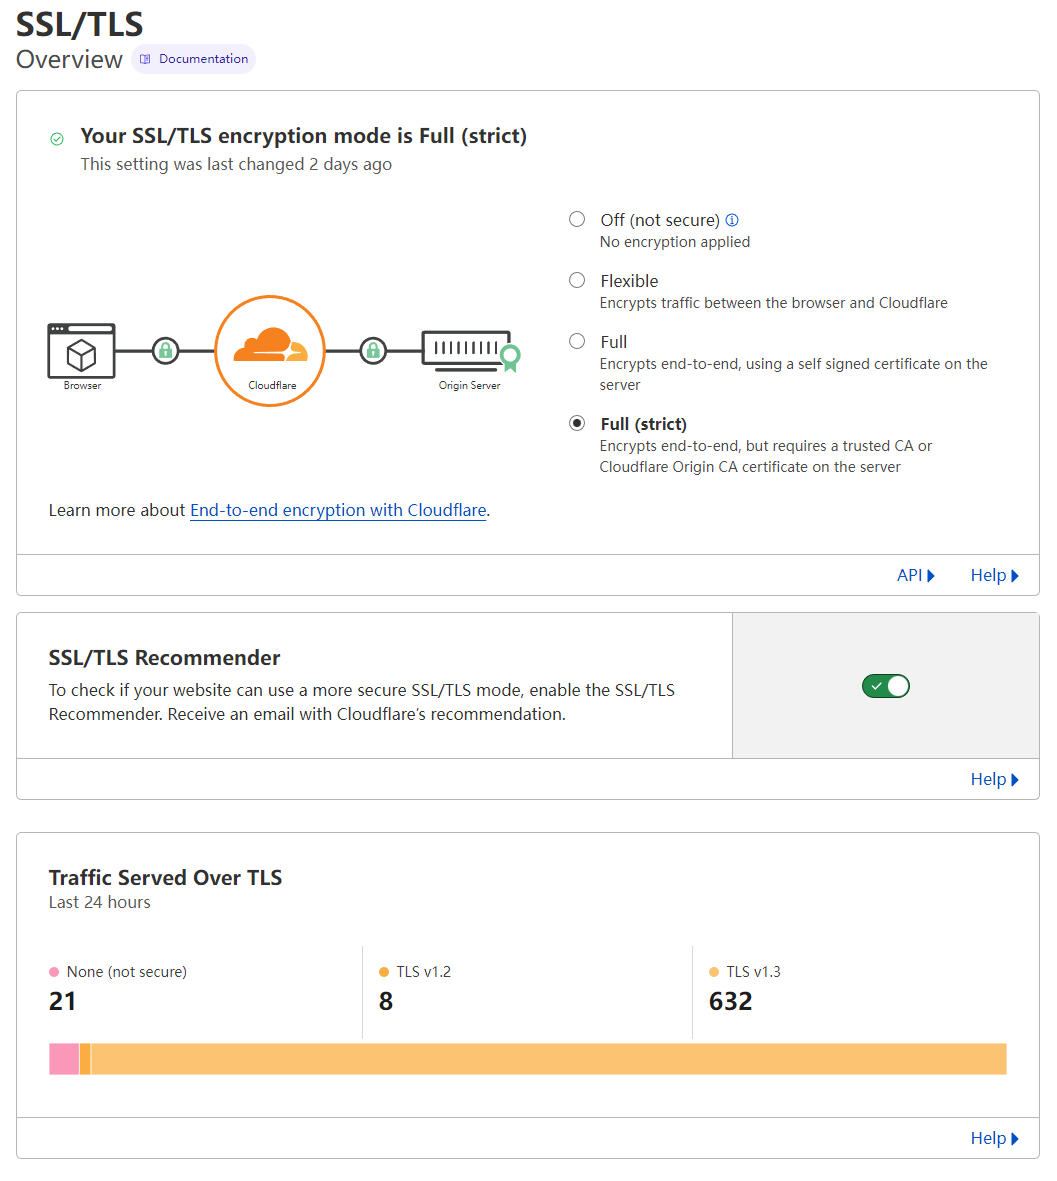 SSL/TLS
Overview
Documentation
Your SSL/TLS encryption mode is Full (strict)
This setting was last changed 2 days ago
Browser
Cloudflare
Origin Server
Off (not secure)
No encryption applied
Flexible
Encrypts traffic between the browser and Cloudflare
Full
Encrypts end-to-end, using a self signed certificate on the
server
Full (strict)
Encrypts end-to-end, but requires a trusted CA or
Cloudflare Origin CA certificate on the server
Learn more about End-to-end encryption with Cloudflare.
API
Help
SSL/TLS Recommender
To check if your website can use a more secure SSL/TLS mode, enable the SSL/TLS
Recommender. Receive an email with Cloudflare’s recommendation.
Help
Traffic Served Over TLS
Last 24 hours
None (not secure)
21
TLS v1.2
8
TLS v1.3
632
Help